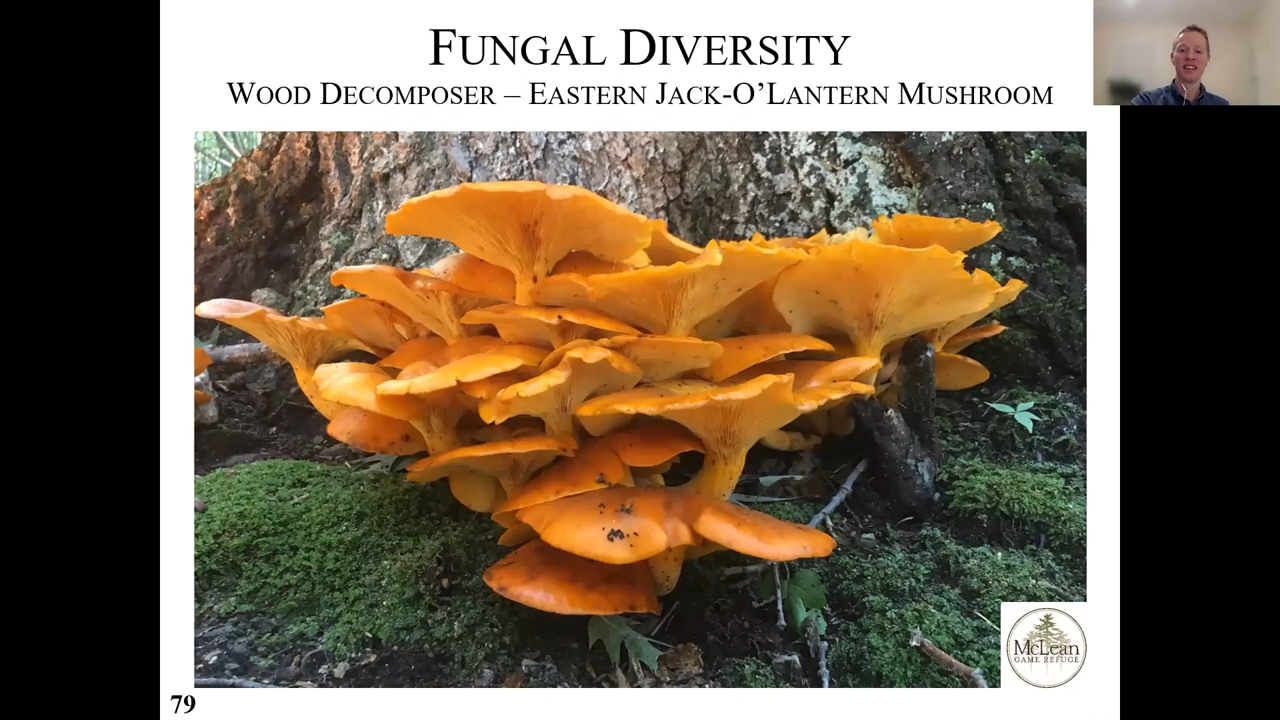 FUNGAL DIVERSITY
WOOD DECOMPOSER – EASTERN JACK-O'LANTERN MUSHROOM
McLean
GAME REFUGE
79